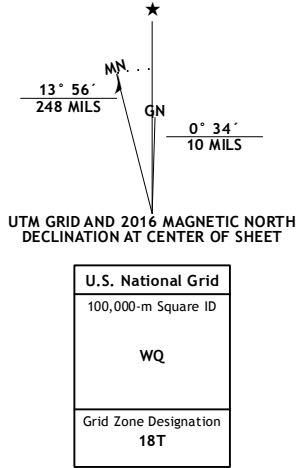 ★
MN
13° 56´
248 MILS
GN
0° 34´
10 MILS
UTM GRID AND 2016 MAGNETIC NORTH
DECLINATION AT CENTER OF SHEET
U.S. National Grid
100,000-m Square ID
WQ
Grid Zone Designation
18T